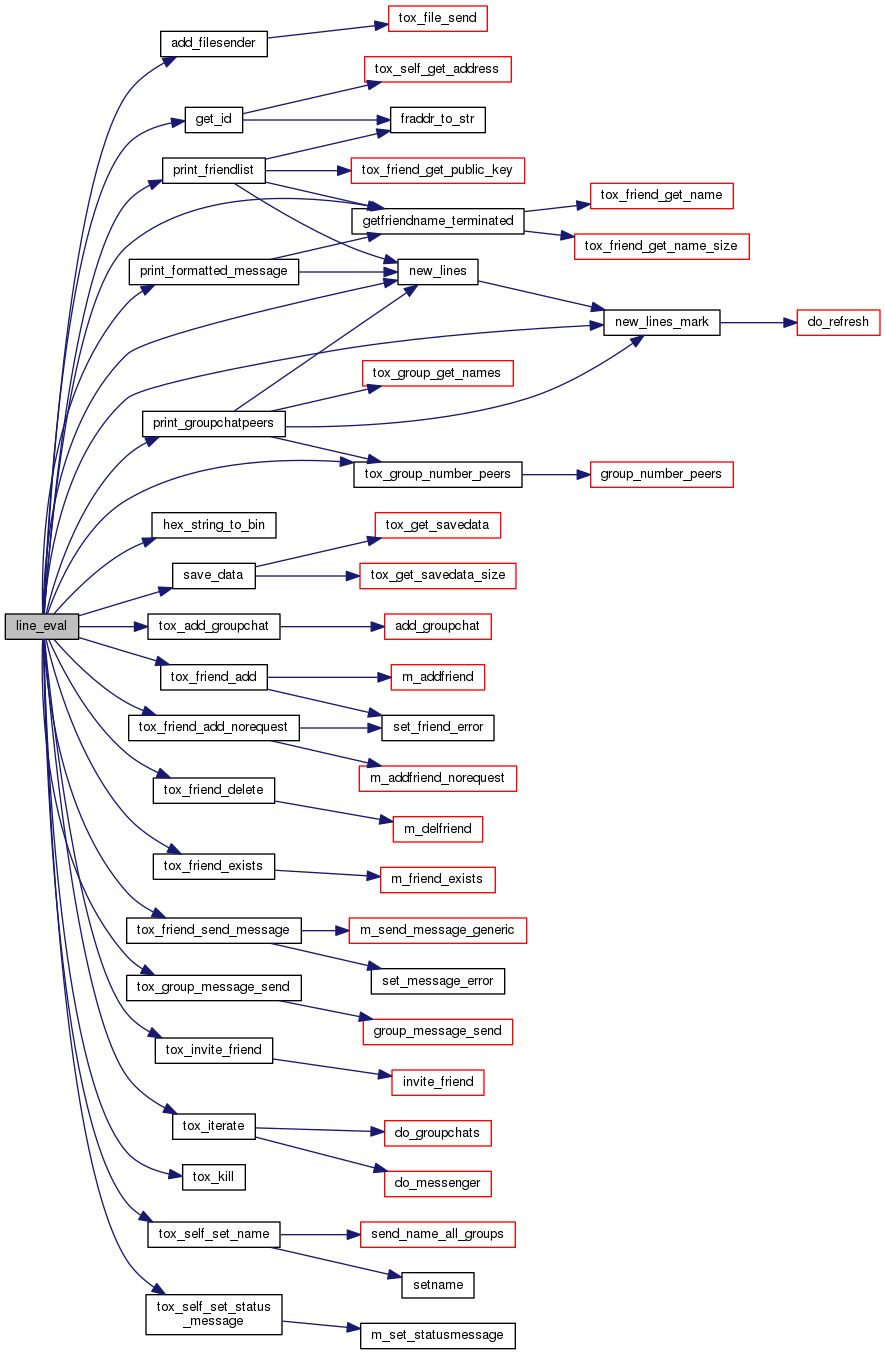 tox_file_send
add_filesender
tox_self_get_address
get_id
fraddr_to_str
print_friendlist
tox_friend_get_public_key
tox_friend_get_name
getfriendname_terminated
tox_friend_get_name_size
print_formatted_message
new_lines
new_lines_mark
do_refresh
tox_group_get_names
print_groupchatpeers
tox_group_number_peers
group_number_peers
hex_string_to_bin
tox_get_savedata
save_data
tox_get_savedata_size
line_eval
tox_add_groupchat
add_groupchat
tox_friend_add
m_addfriend
tox_friend_add_norequest
set_friend_error
m_addfriend_norequest
tox_friend_delete
m_delfriend
tox_friend_exists
m_friend_exists
tox_friend_send_message
m_send_message_generic
set_message_error
tox_group_message_send
group_message_send
tox_invite_friend
invite_friend
tox_iterate
do_groupchats
tox_kill
do_messenger
tox_self_set_name
send_name_all_groups
setname
tox_self_set_status
_message
m_set_statusmessage